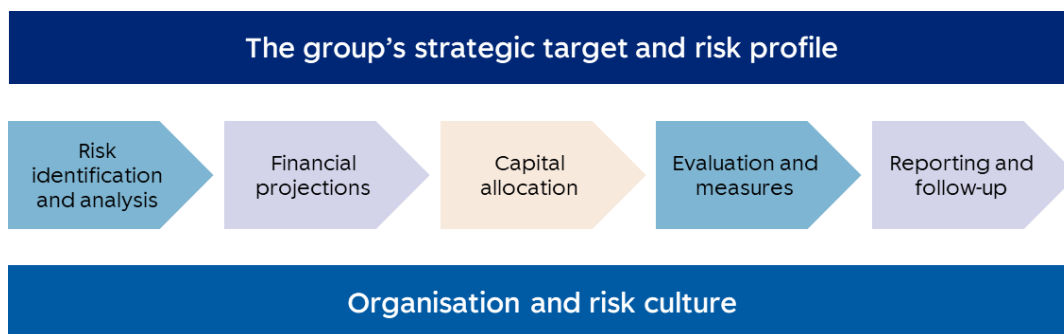 The group's strategic target and risk profile
Risk
identification
and analysis
Financial
projections
Capital
allocation
Evaluation and
measures
Reporting and
follow-up
Organisation and risk culture